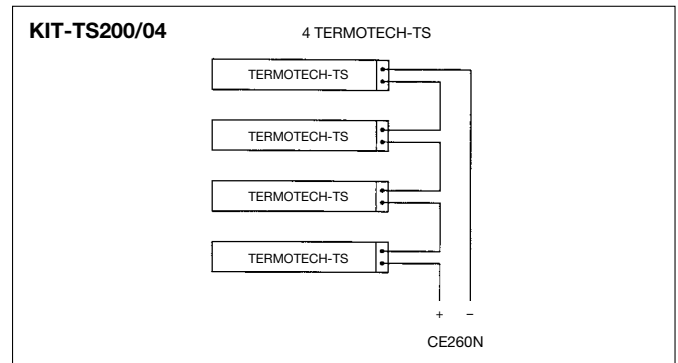 KIT-TS200/04
4 TERMOTECH-TS
TERMOTECH-TS
TERMOTECH-TS
TERMOTECH-TS
TERMOTECH-TS
+ −
CE260N